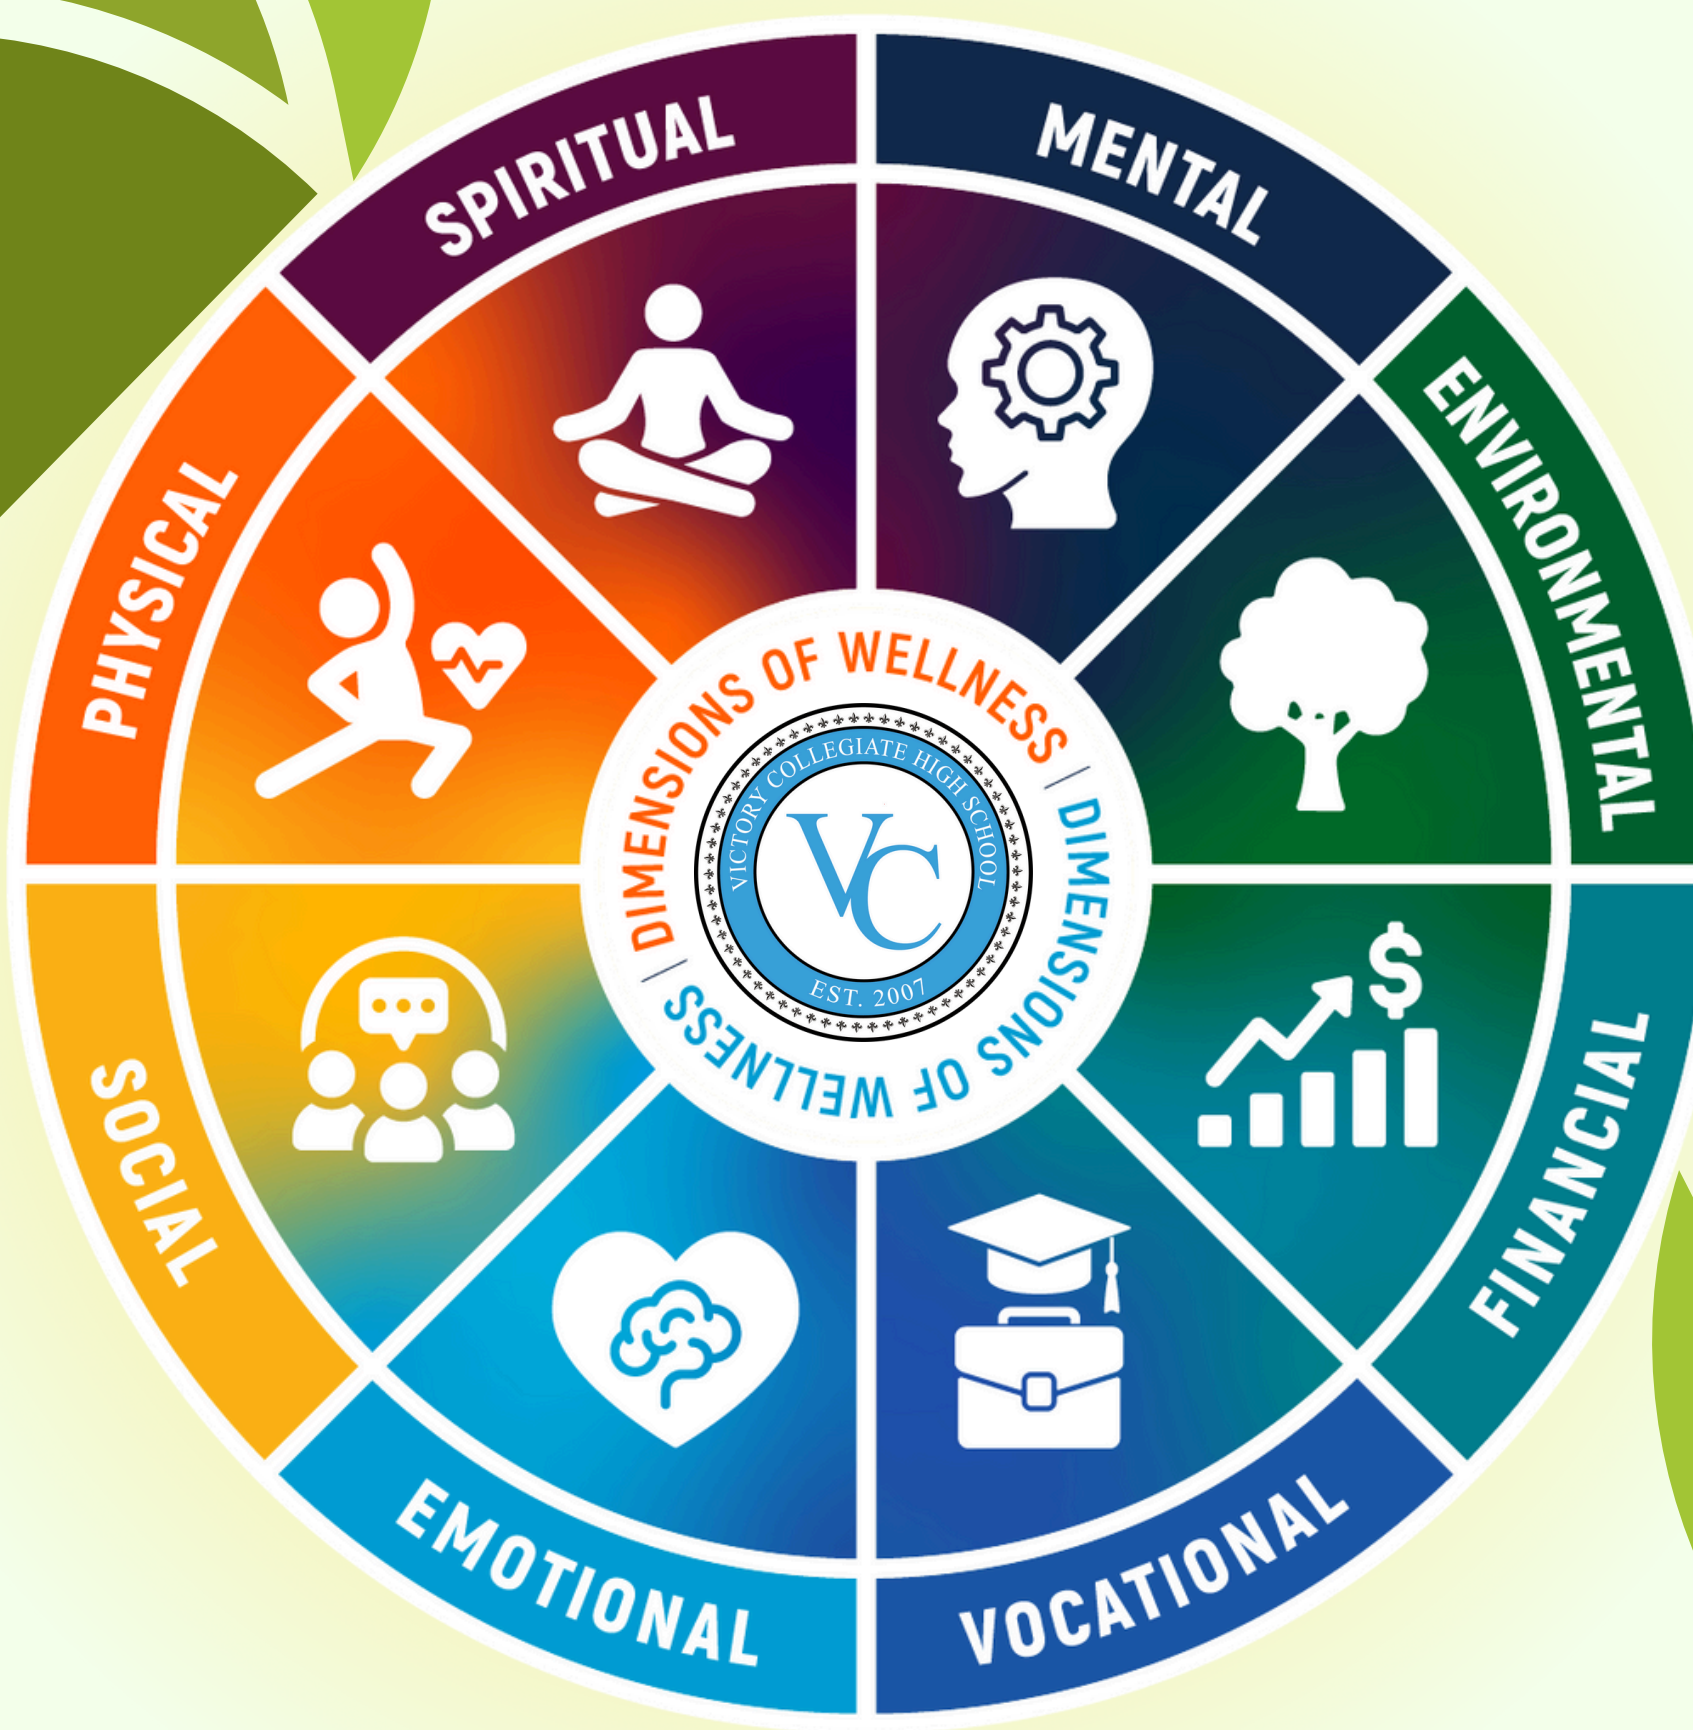 SPIRITUAL
MENTAL
ENVIRONMENTAL
FINANCIAL
VOCATIONAL
EMOTIONAL
SOCIAL
PHYSICAL
DIMENSIONS OF WELLNESS |
DIMENSIONS OF WELLNESS |
VICTORY COLLEGIATE HIGH SCHOOL
VC
EST. 2007
$